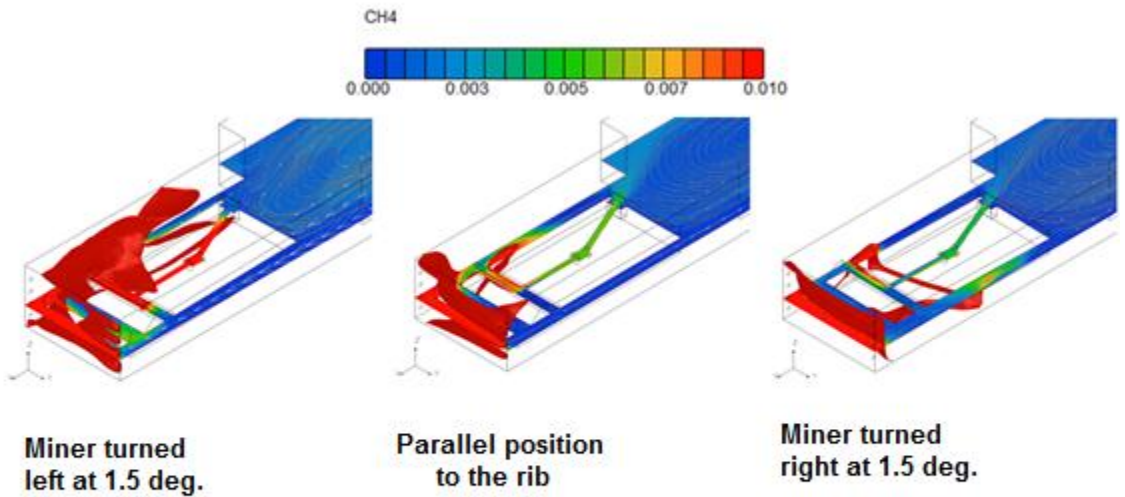 CH4
0.000 0.003 0.005 0.007 0.010
Miner turned
left at 1.5 deg.
Parallel position
to the rib
Miner turned
right at 1.5 deg.